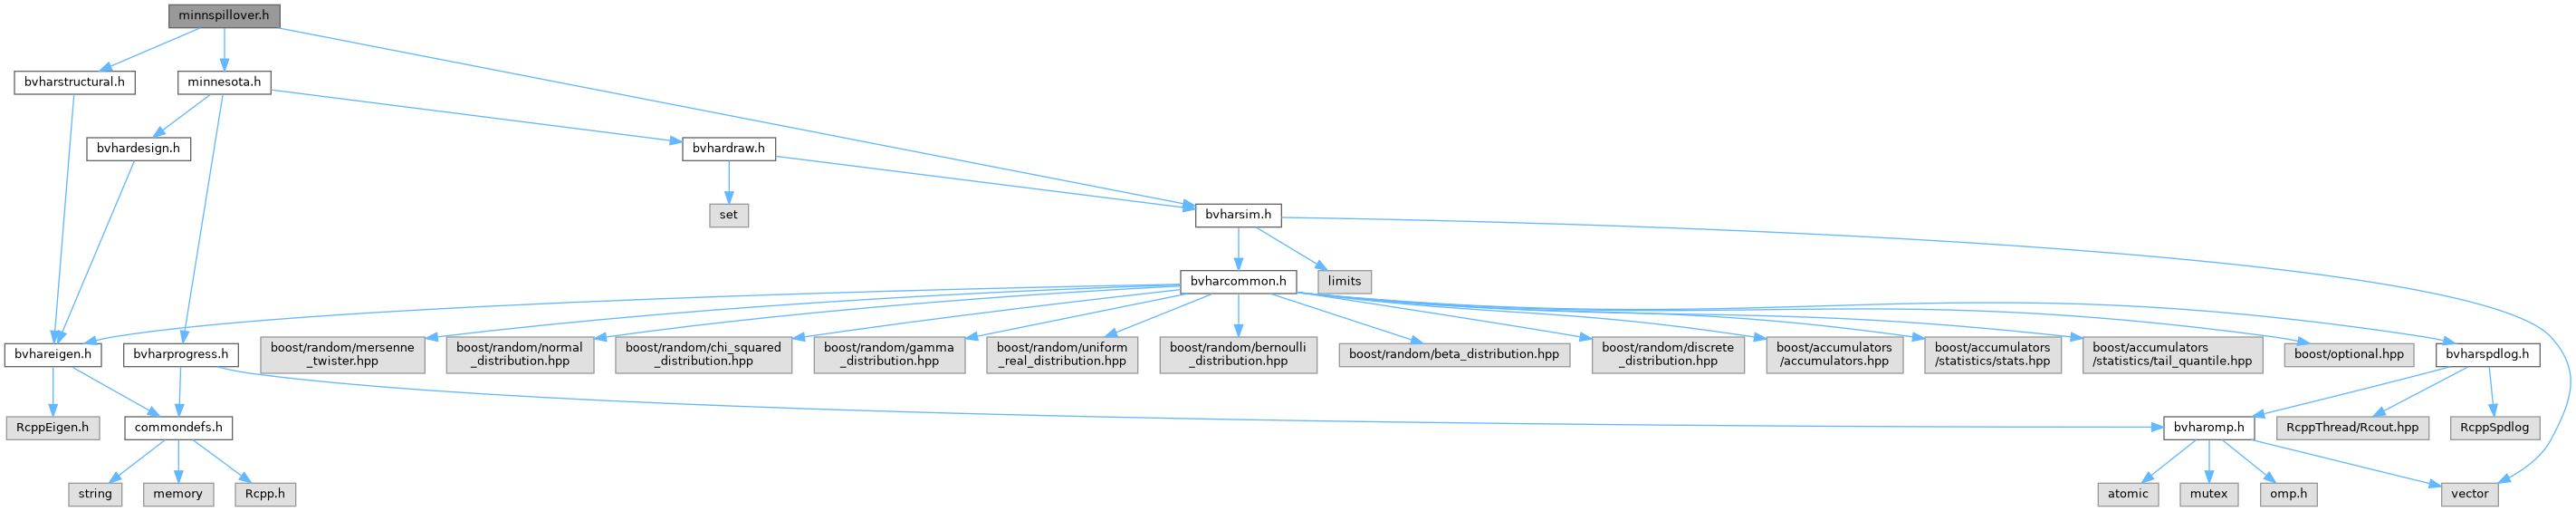 minnspillover.h
bvharstructural.h
minnesota.h
bvhardesign.h
bvhardraw.h
set
bvharsim.h
bvharcommon.h
limits
bvhareigen.h
bvharprogress.h
boost/random/mersenne
_twister.hpp
boost/random/normal
_distribution.hpp
boost/random/chi_squared
_distribution.hpp
boost/random/gamma
_distribution.hpp
boost/random/uniform
_real_distribution.hpp
boost/random/bernoulli
_distribution.hpp
boost/random/beta_distribution.hpp
boost/random/discrete
_distribution.hpp
boost/accumulators
/accumulators.hpp
boost/accumulators
/statistics/stats.hpp
boost/accumulators
/statistics/tail_quantile.hpp
boost/optional.hpp
bvharspdlog.h
RcppEigen.h
commondefs.h
bvharomp.h
RcppThread/Rcout.hpp
RcppSpdlog
string
memory
Rcpp.h
atomic
mutex
omp.h
vector